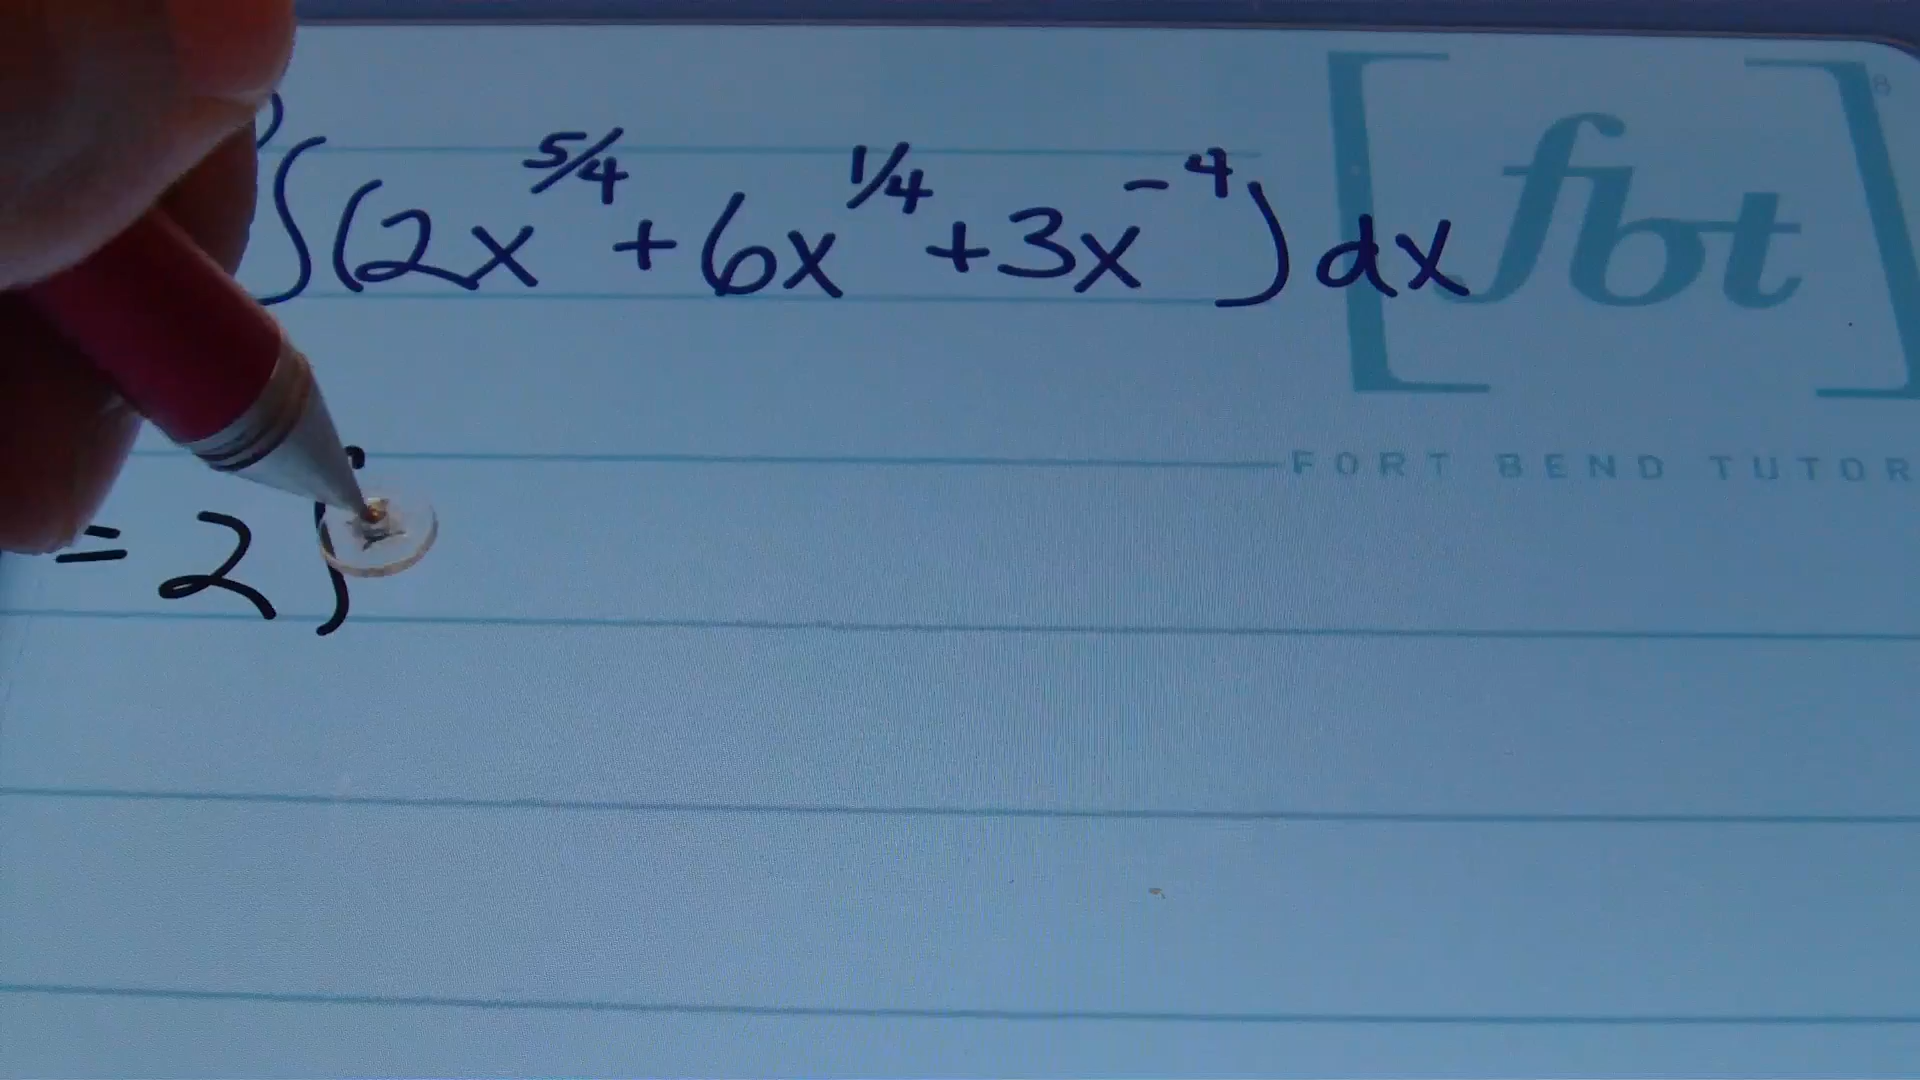 ∫(2x^{5/4} + 6x^{1/4} + 3x^{-4}) dx
[fbt]®
FORT BEND TUTOR
= 2∫